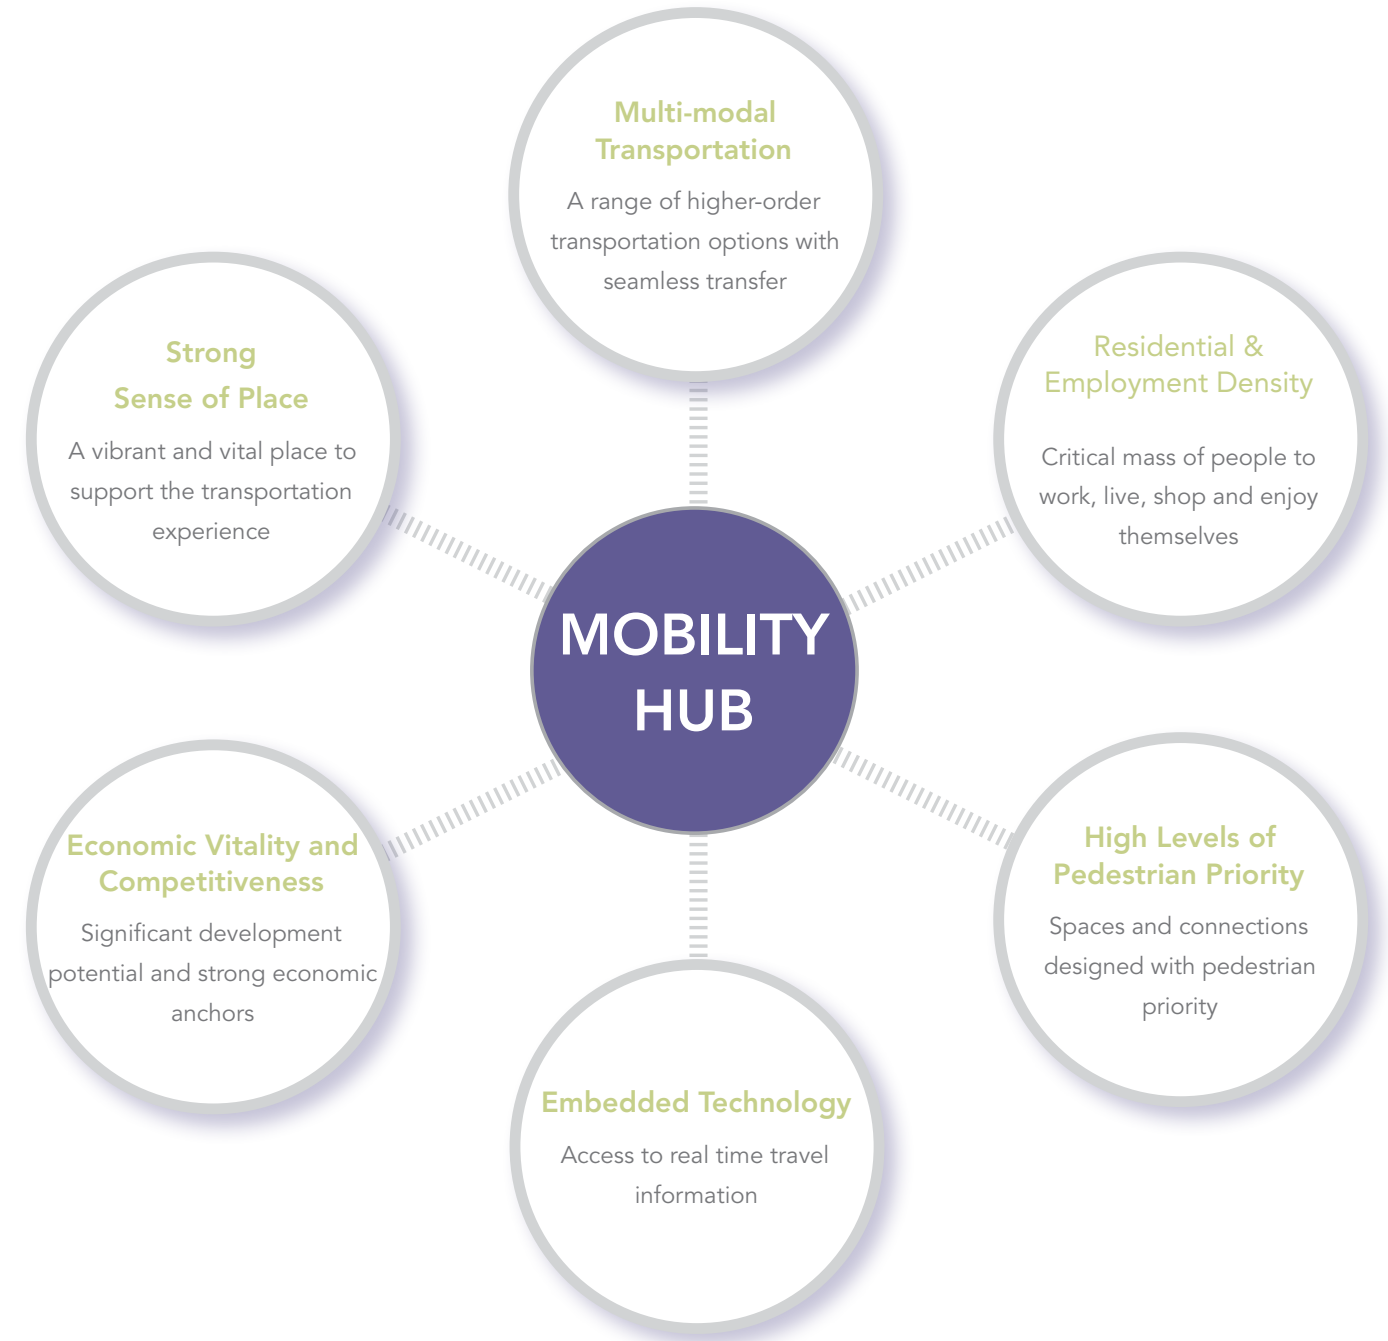 Multi-modal
Transportation
A range of higher-order
transportation options with
seamless transfer
Strong
Sense of Place
A vibrant and vital place to
support the transportation
experience
Residential &
Employment Density
Critical mass of people to
work, live, shop and enjoy
themselves
MOBILITY
HUB
Economic Vitality and
Competitiveness
Significant development
potential and strong economic
anchors
High Levels of
Pedestrian Priority
Spaces and connections
designed with pedestrian
priority
Embedded Technology
Access to real time travel
information